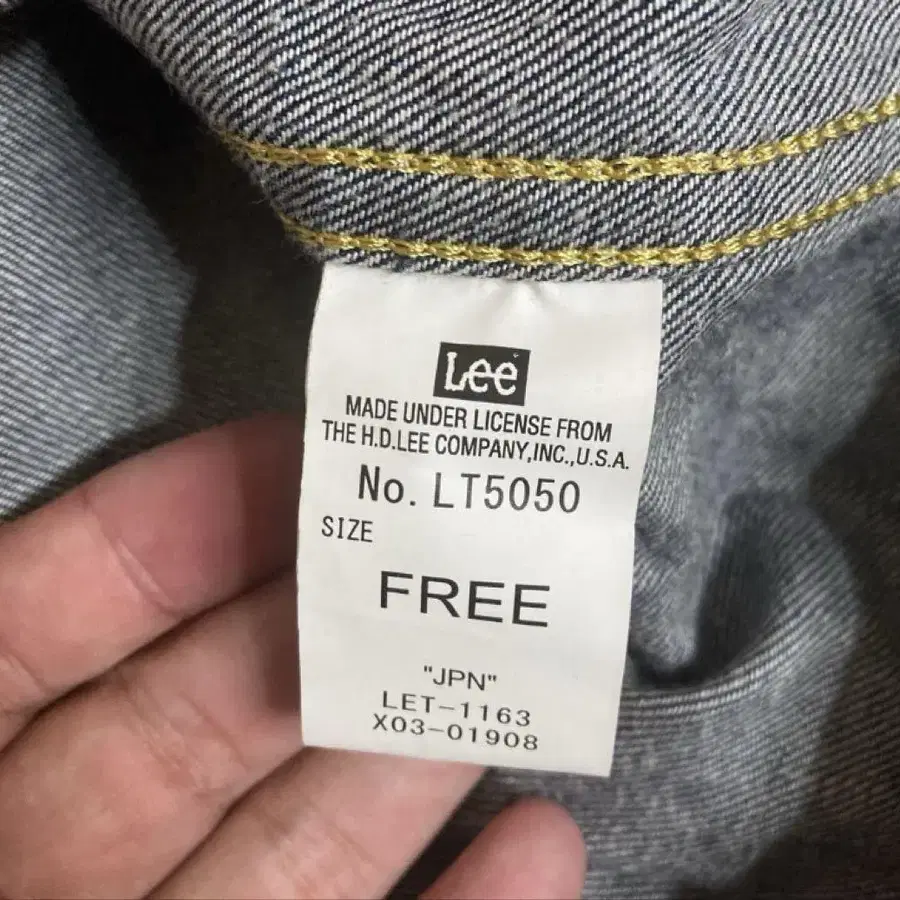 Lee
MADE UNDER LICENSE FROM
THE H.D.LEE COMPANY,INC.,U.S.A.
No. LT5050
SIZE
FREE
"JPN"
LET-1163
X03-01908